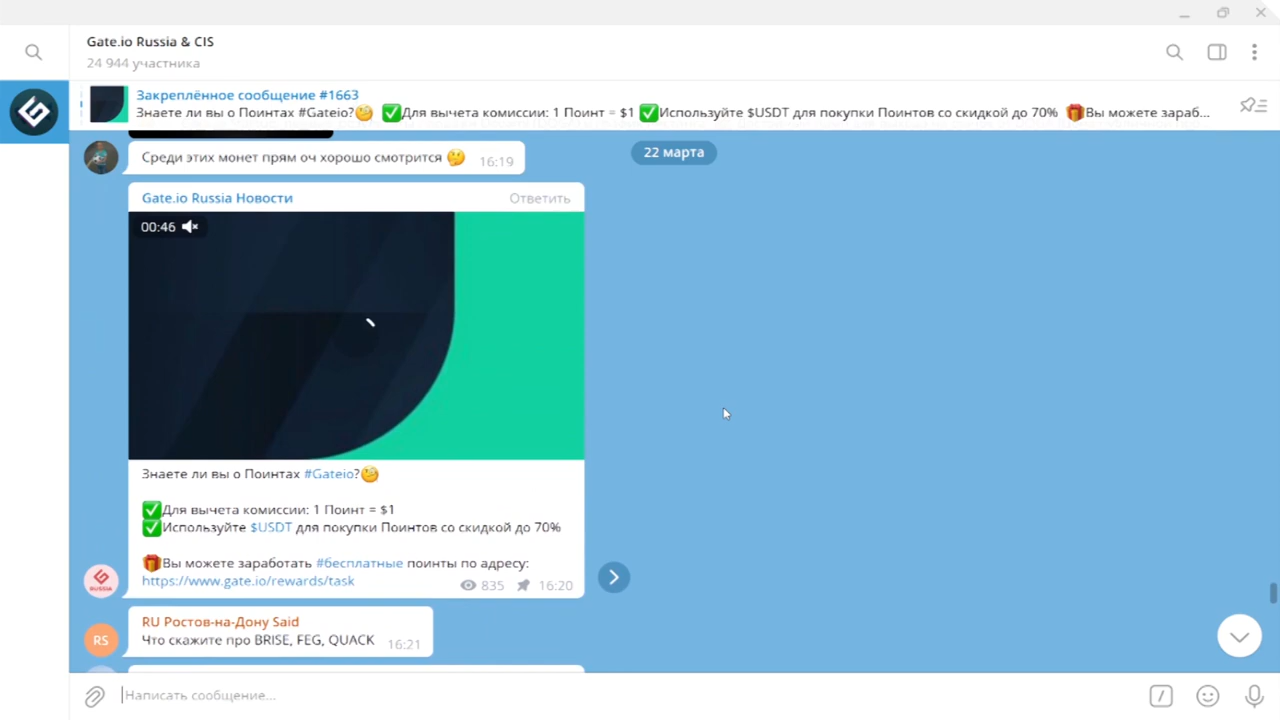 Gate.io Russia & CIS
24 944 участника
Закреплённое сообщение #1663
Знаете ли вы о Поинтах #Gateio?🧐 ✅Для вычета комиссии: 1 Поинт = $1 ✅Используйте $USDT для покупки Поинтов со скидкой до 70% 🎁Вы можете зараб...
22 марта
Среди этих монет прям оч хорошо смотрится 🤔 16:19
Gate.io Russia Новости Ответить
00:46
Знаете ли вы о Поинтах #Gateio?🧐
✅Для вычета комиссии: 1 Поинт = $1
✅Используйте $USDT для покупки Поинтов со скидкой до 70%
🎁Вы можете заработать #бесплатные поинты по адресу:
https://www.gate.io/rewards/task 835 16:20
RUSSIA
RU Ростов-на-Дону Said
RS
Что скажите про BRISE, FEG, QUACK 16:21
Написать сообщение...